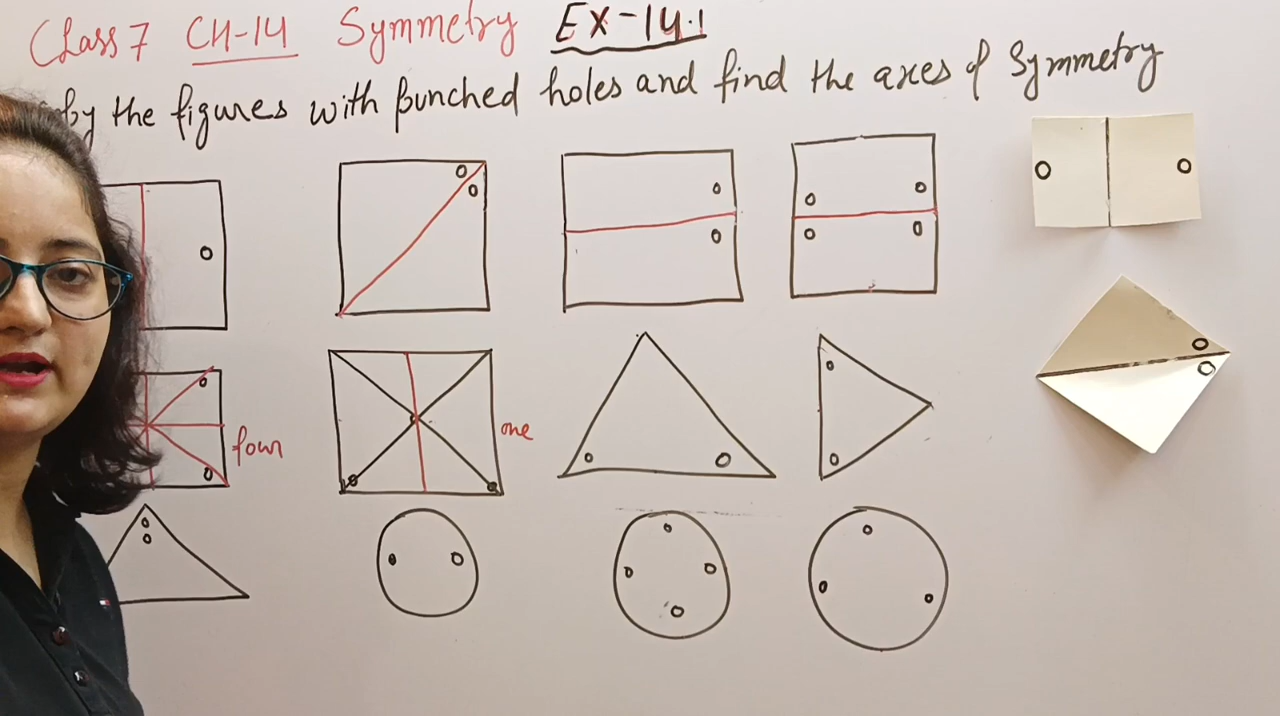 Class 7 CH-14 Symmetry Ex-14.1
the figures with punched holes and find the axes of Symmetry
four
one